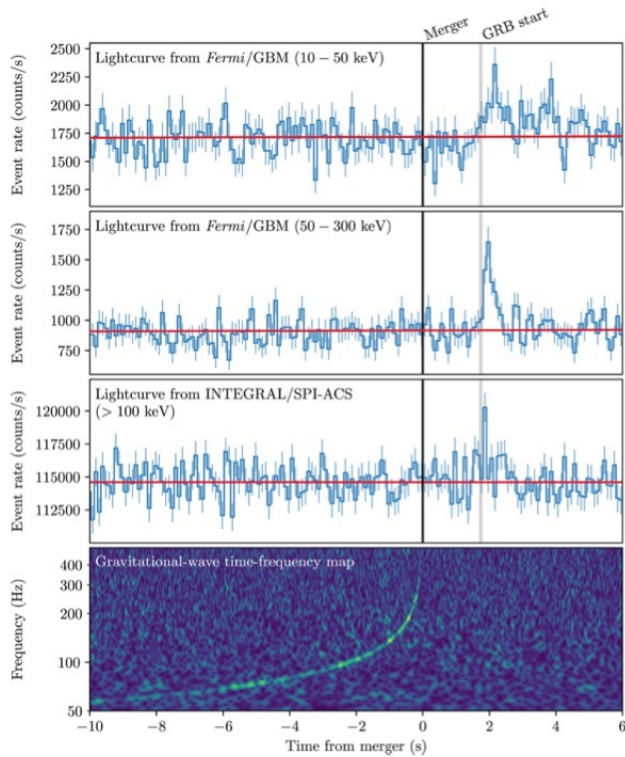 Merger
GRB start
Lightcurve from Fermi/GBM (10 − 50 keV)
2500
2250
2000
1750
1500
1250
Event rate (counts/s)
Lightcurve from Fermi/GBM (50 − 300 keV)
1750
1500
1250
1000
750
Event rate (counts/s)
Lightcurve from INTEGRAL/SPI-ACS
(> 100 keV)
120000
117500
115000
112500
Event rate (counts/s)
Gravitational-wave time-frequency map
400
300
200
100
50
Frequency (Hz)
−10 −8 −6 −4 −2 0 2 4 6
Time from merger (s)